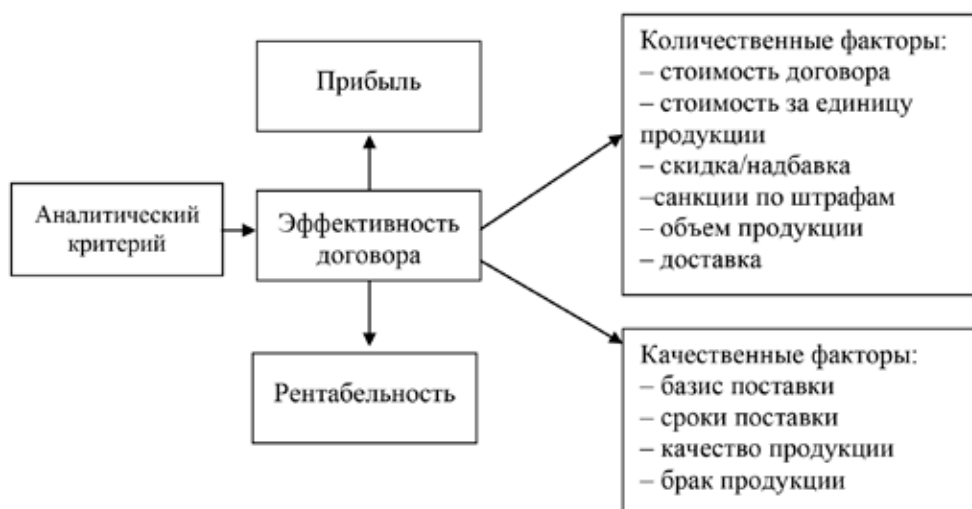 Прибыль
Аналитический
критерий
Эффективность
договора
Рентабельность
Количественные факторы:
– стоимость договора
– стоимость за единицу
продукции
– скидка/надбавка
–санкции по штрафам
– объем продукции
– доставка
Качественные факторы:
– базис поставки
– сроки поставки
– качество продукции
– брак продукции